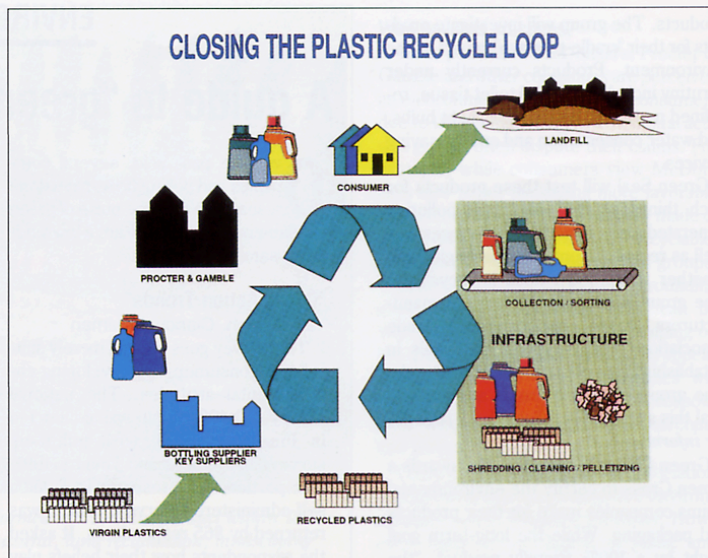 CLOSING THE PLASTIC RECYCLE LOOP
LANDFILL
CONSUMER
PROCTER & GAMBLE
COLLECTION / SORTING
INFRASTRUCTURE
BOTTLING SUPPLIER
KEY SUPPLIERS
SHREDDING / CLEANING / PELLETIZING
VIRGIN PLASTICS
RECYCLED PLASTICS